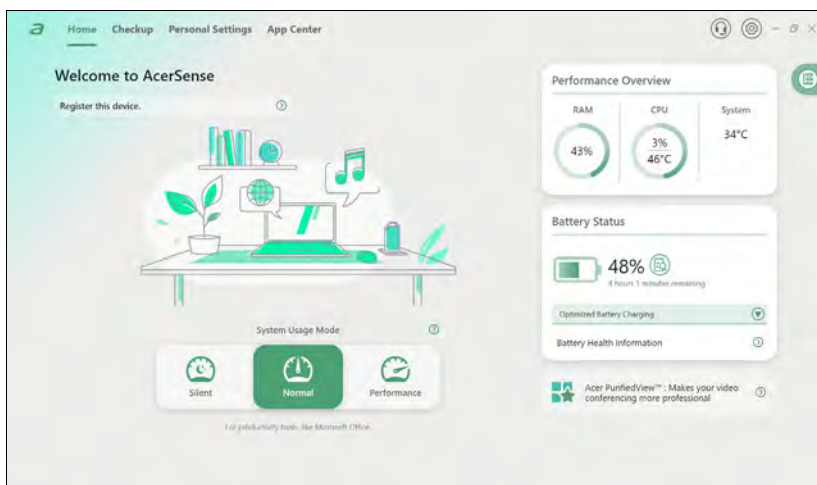 a
Home Checkup Personal Settings App Center
Welcome to AcerSense
Register this device.
System Usage Mode
Silent
Normal
Performance
For productivity tools, like Microsoft Office.
Performance Overview
RAM CPU System
43%
3%
46°C
34°C
Battery Status
48%
4 hours 1 minutes remaining
Optimized Battery Charging
Battery Health Information
Acer PurifiedView™ : Makes your video
conferencing more professional